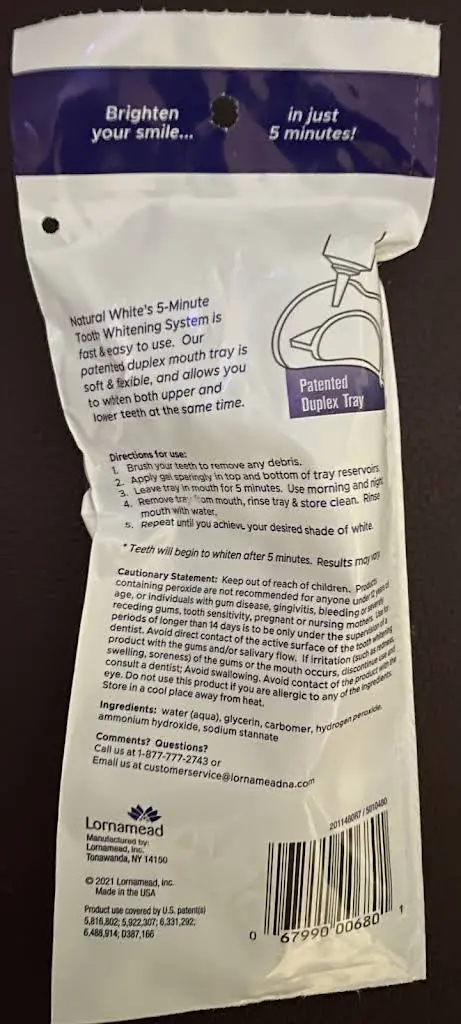 Brighten
your smile...
in just
5 minutes!
Natural White's 5-Minute
Tooth Whitening System is
fast & easy to use. Our
patented duplex mouth tray is
soft & flexible, and allows you
to whiten both upper and
lower teeth at the same time.
Patented
Duplex Tray
Directions for use:
1. Brush your teeth to remove any debris.
2. Apply gel sparingly in top and bottom of tray reservoirs.
3. Leave tray in mouth for 5 minutes. Use morning and night
4. Remove tray from mouth, rinse tray & store clean. Rinse
mouth with water.
5. Repeat until you achieve your desired shade of white.
* Teeth will begin to whiten after 5 minutes. Results may vary
Cautionary Statement: Keep out of reach of children. Products
containing peroxide are not recommended for anyone under 12 years of
age, or individuals with gum disease, gingivitis, bleeding or severely
receding gums, tooth sensitivity, pregnant or nursing mothers. Use for
periods of longer than 14 days is to be only under the supervision of a
dentist. Avoid direct contact of the active surface of the tooth whitening
product with the gums and/or salivary flow. If irritation (such as redness,
swelling, soreness) of the gums or the mouth occurs, discontinue use and
consult a dentist; Avoid swallowing. Avoid contact of the product with the
eye. Do not use this product if you are allergic to any of the ingredients.
Store in a cool place away from heat.
Ingredients: water (aqua), glycerin, carbomer, hydrogen peroxide,
ammonium hydroxide, sodium stannate
Comments? Questions?
Call us at 1-877-777-2743 or
Email us at customerservice@lornameadna.com
Lornamead
Manufactured by:
Lornamead, Inc.
Tonawanda, NY 14150
© 2021 Lornamead, Inc.
Made in the USA
Product use covered by U.S. patent(s)
5,816,802; 5,922,307; 6,331,292;
6,488,914; D387,166
201148OR7 / 5010480
0 67990 00680 1